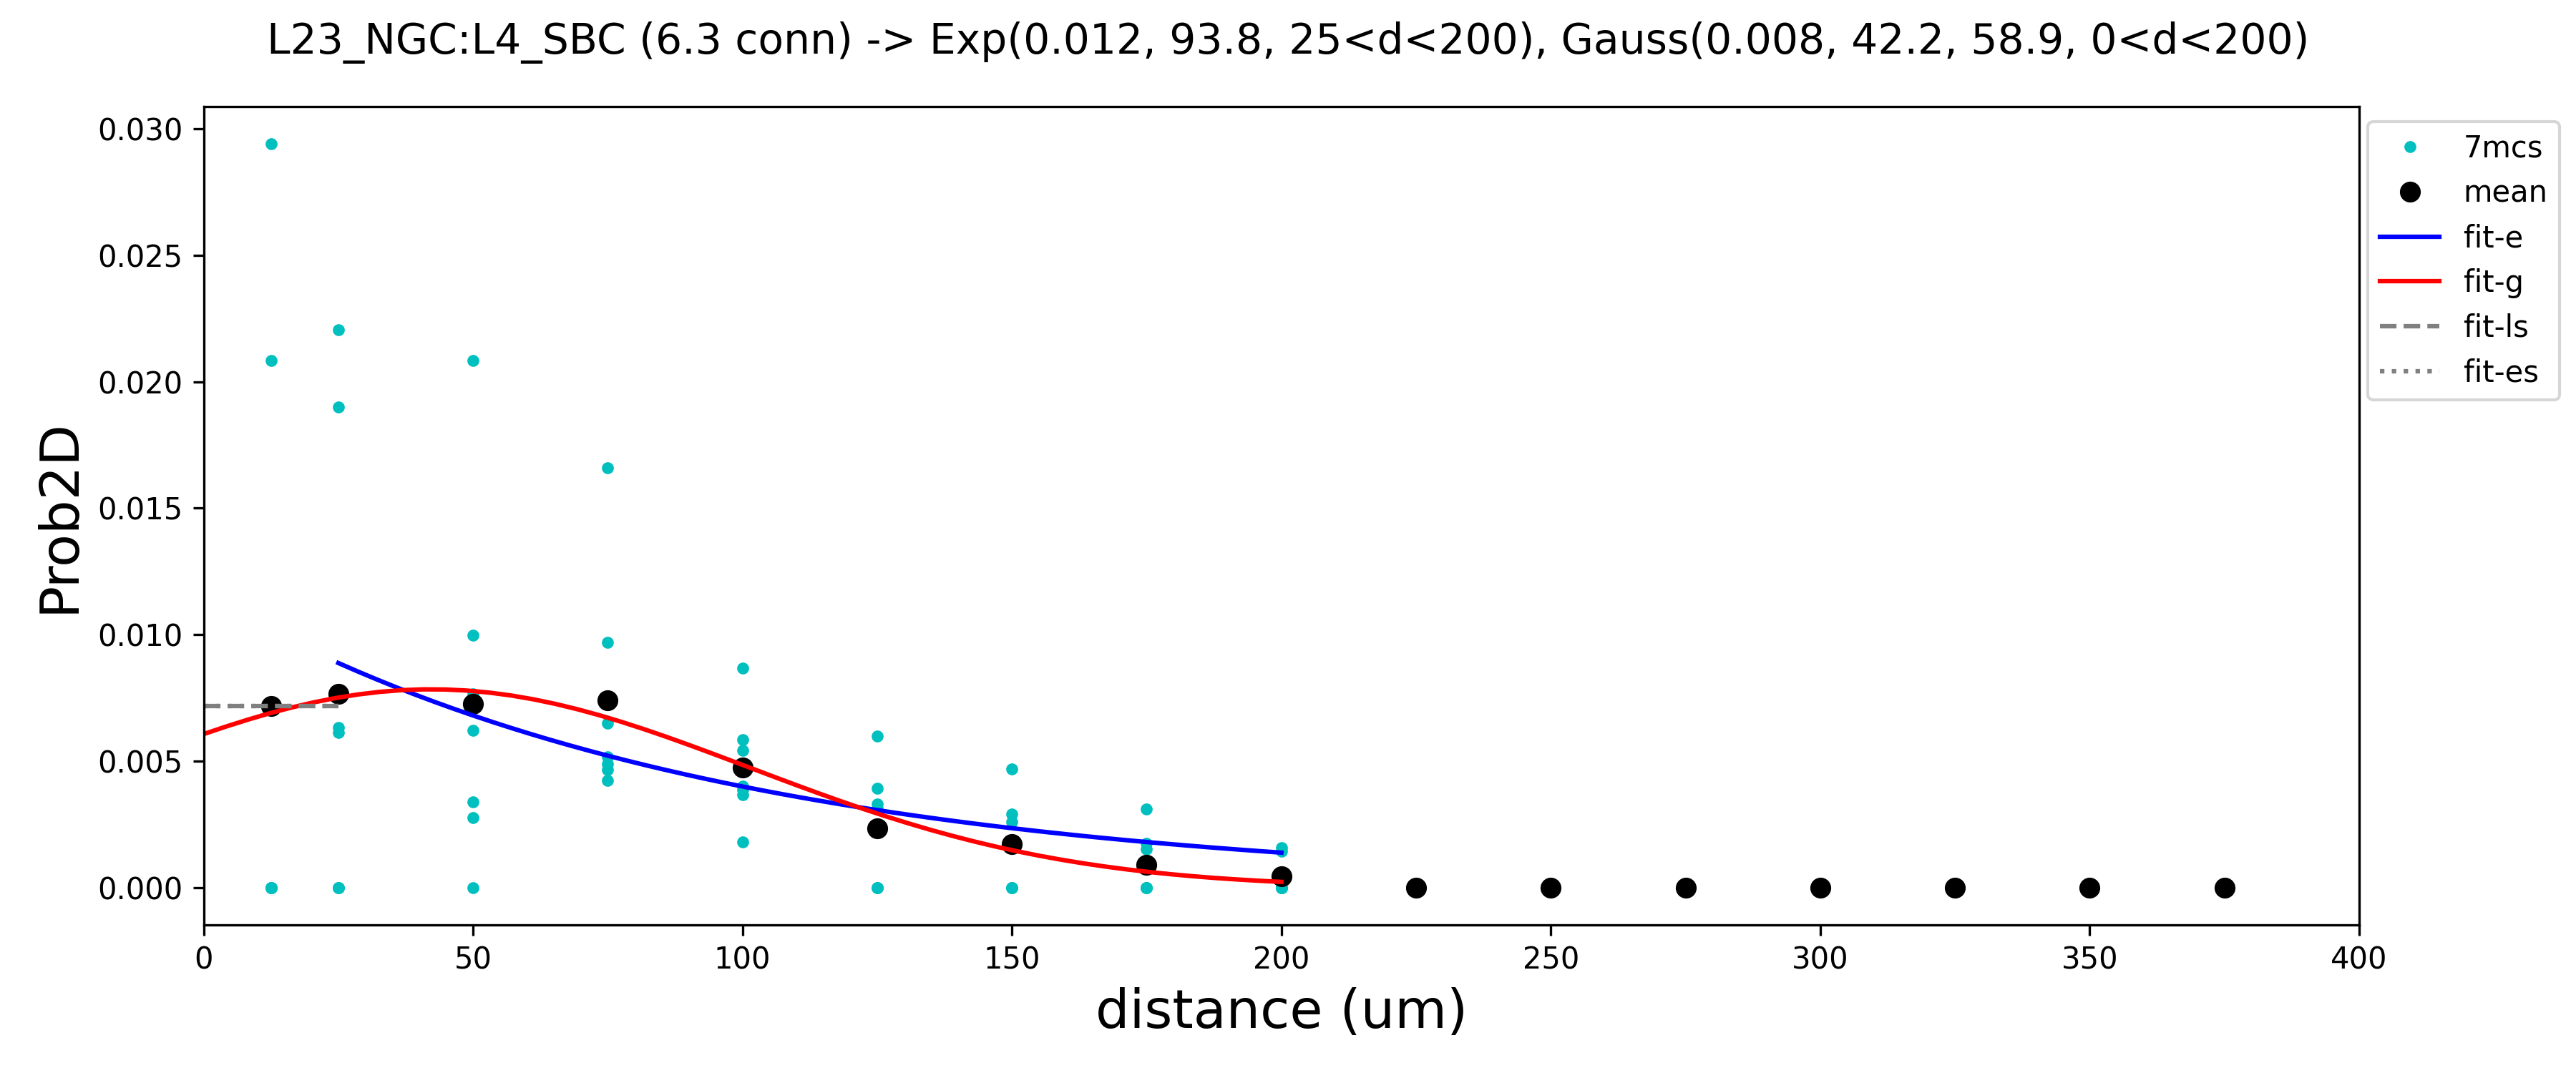 L23_NGC:L4_SBC (6.3 conn) -> Exp(0.012, 93.8, 25<d<200), Gauss(0.008, 42.2, 58.9, 0<d<200)
0.030
0.025
0.020
0.015
0.010
0.005
0.000
Prob2D
0 50 100 150 200 250 300 350 400
distance (um)
7mcs
mean
fit-e
fit-g
fit-ls
fit-es